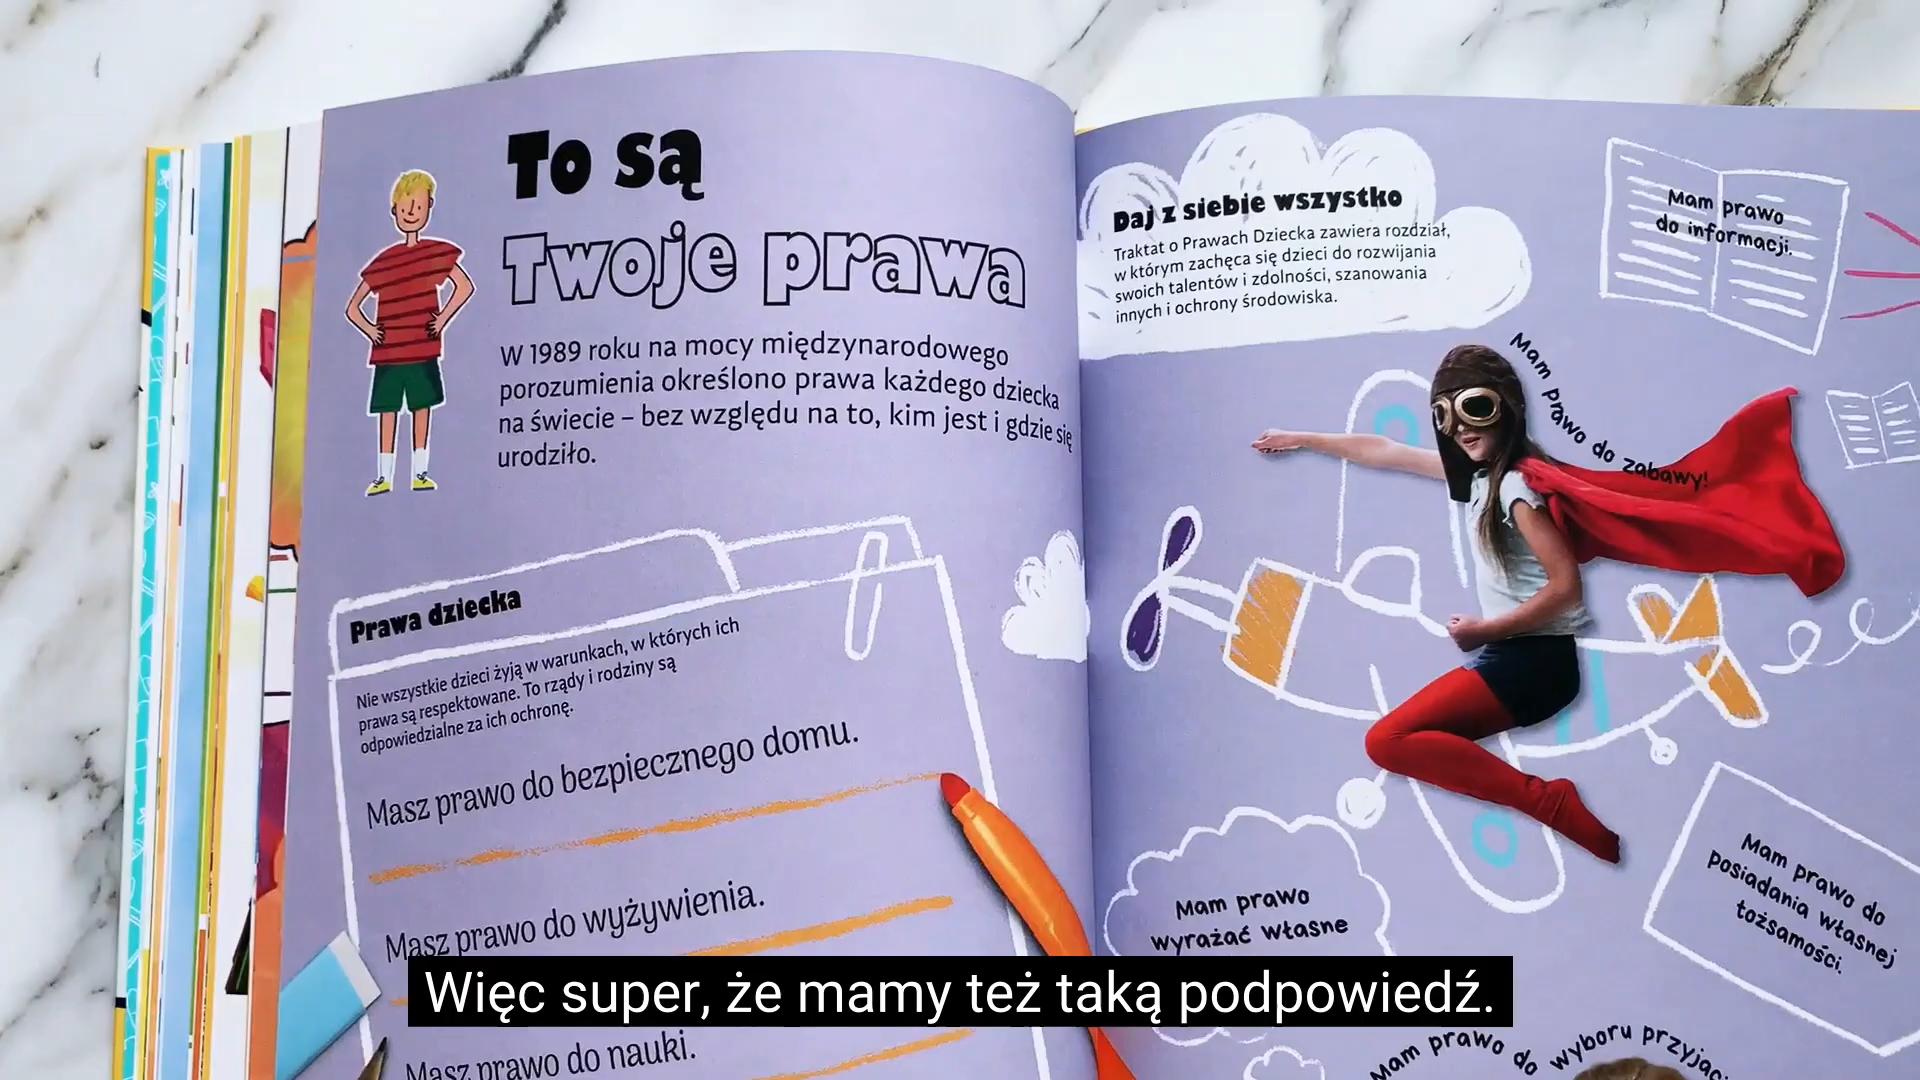 To są
Twoje prawa
W 1989 roku na mocy międzynarodowego
porozumienia określono prawa każdego dziecka
na świecie – bez względu na to, kim jest i gdzie się
urodziło.
Prawa dziecka
Nie wszystkie dzieci żyją w warunkach, w których ich
prawa są respektowane. To rządy i rodziny są
odpowiedzialne za ich ochronę.
Masz prawo do bezpiecznego domu.
Masz prawo do wyżywienia.
Masz prawo do nauki.
Daj z siebie wszystko
Traktat o Prawach Dziecka zawiera rozdział,
w którym zachęca się dzieci do rozwijania
swoich talentów i zdolności, szanowania
innych i ochrony środowiska.
Mam prawo
do informacji.
Mam prawo do zabawy!
Mam prawo
wyrażać własne
Mam prawo do
posiadania własnej
tożsamości.
Mam prawo do wyboru
Więc super, że mamy też taką podpowiedź.